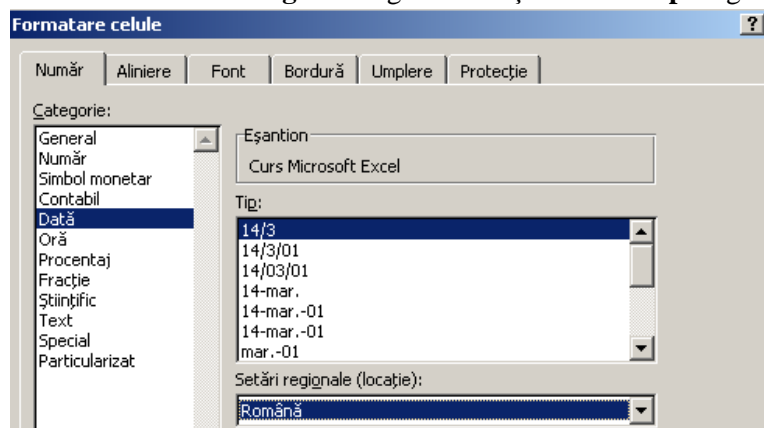 Formatare celule ?
Număr Aliniere Font Bordură Umplere Protecție
Categorie:
General
Număr
Simbol monetar
Contabil
Dată
Oră
Procentaj
Fracție
Științific
Text
Special
Particularizat
Eșantion
Curs Microsoft Excel
Tip:
14/3
14/3/01
14/03/01
14-mar.
14-mar.-01
14-mar.-01
mar.-01
Setări regionale (locație):
Română